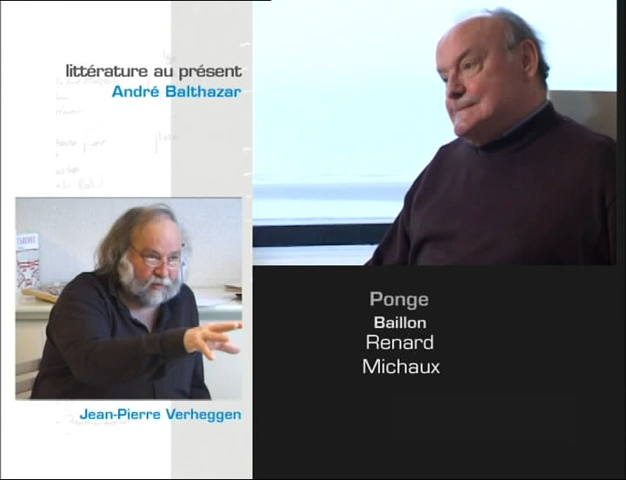 littérature au présent
André Balthazar
Jean-Pierre Verheggen
Ponge
Baillon
Renard
Michaux